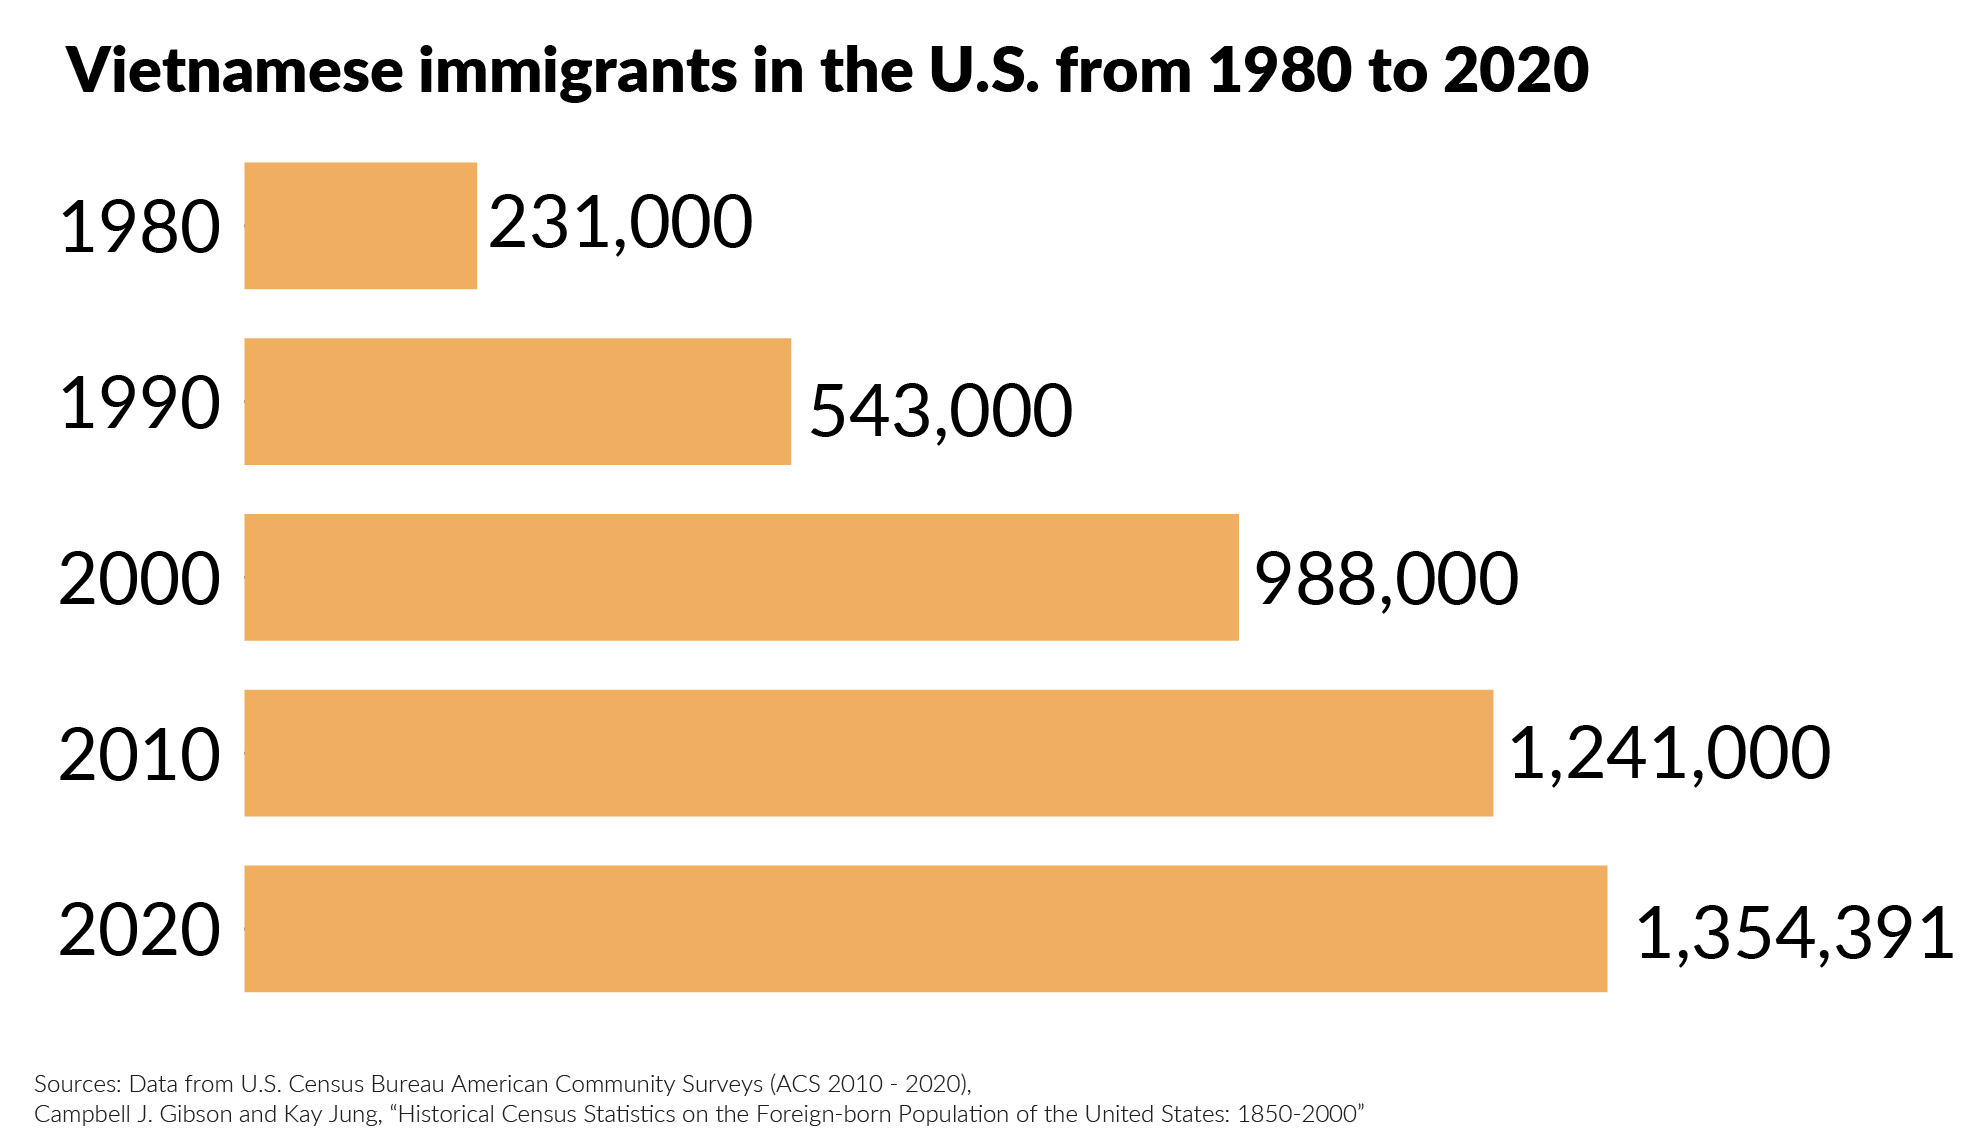 Vietnamese immigrants in the U.S. from 1980 to 2020
1980 231,000
1990 543,000
2000 988,000
2010 1,241,000
2020 1,354,391
Sources: Data from U.S. Census Bureau American Community Surveys (ACS 2010 - 2020),
Campbell J. Gibson and Kay Jung, “Historical Census Statistics on the Foreign-born Population of the United States: 1850-2000”